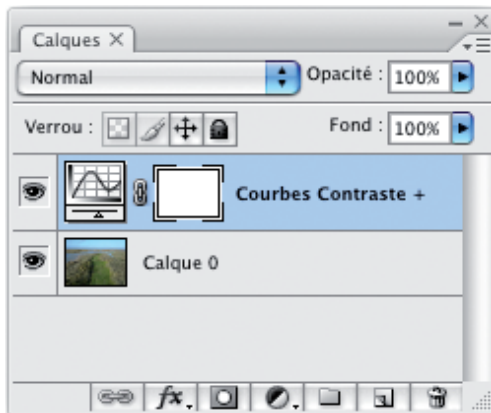 Calques
Normal Opacité : 100%
Verrou : Fond : 100%
Courbes Contraste +
Calque 0
fx.